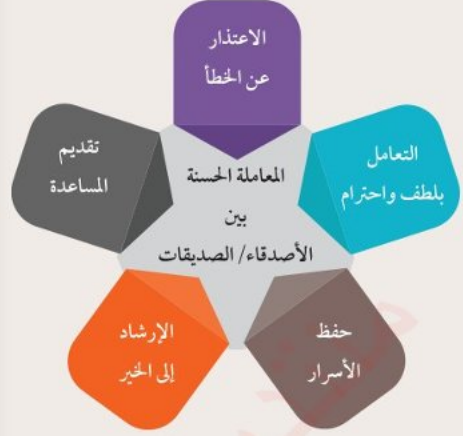 الاعتذار
عن الخطأ
التعامل
بلطف واحترام
حفظ
الأسرار
الإرشاد
إلى الخير
تقديم
المساعدة
المعاملة الحسنة
بين
الأصدقاء/ الصديقات